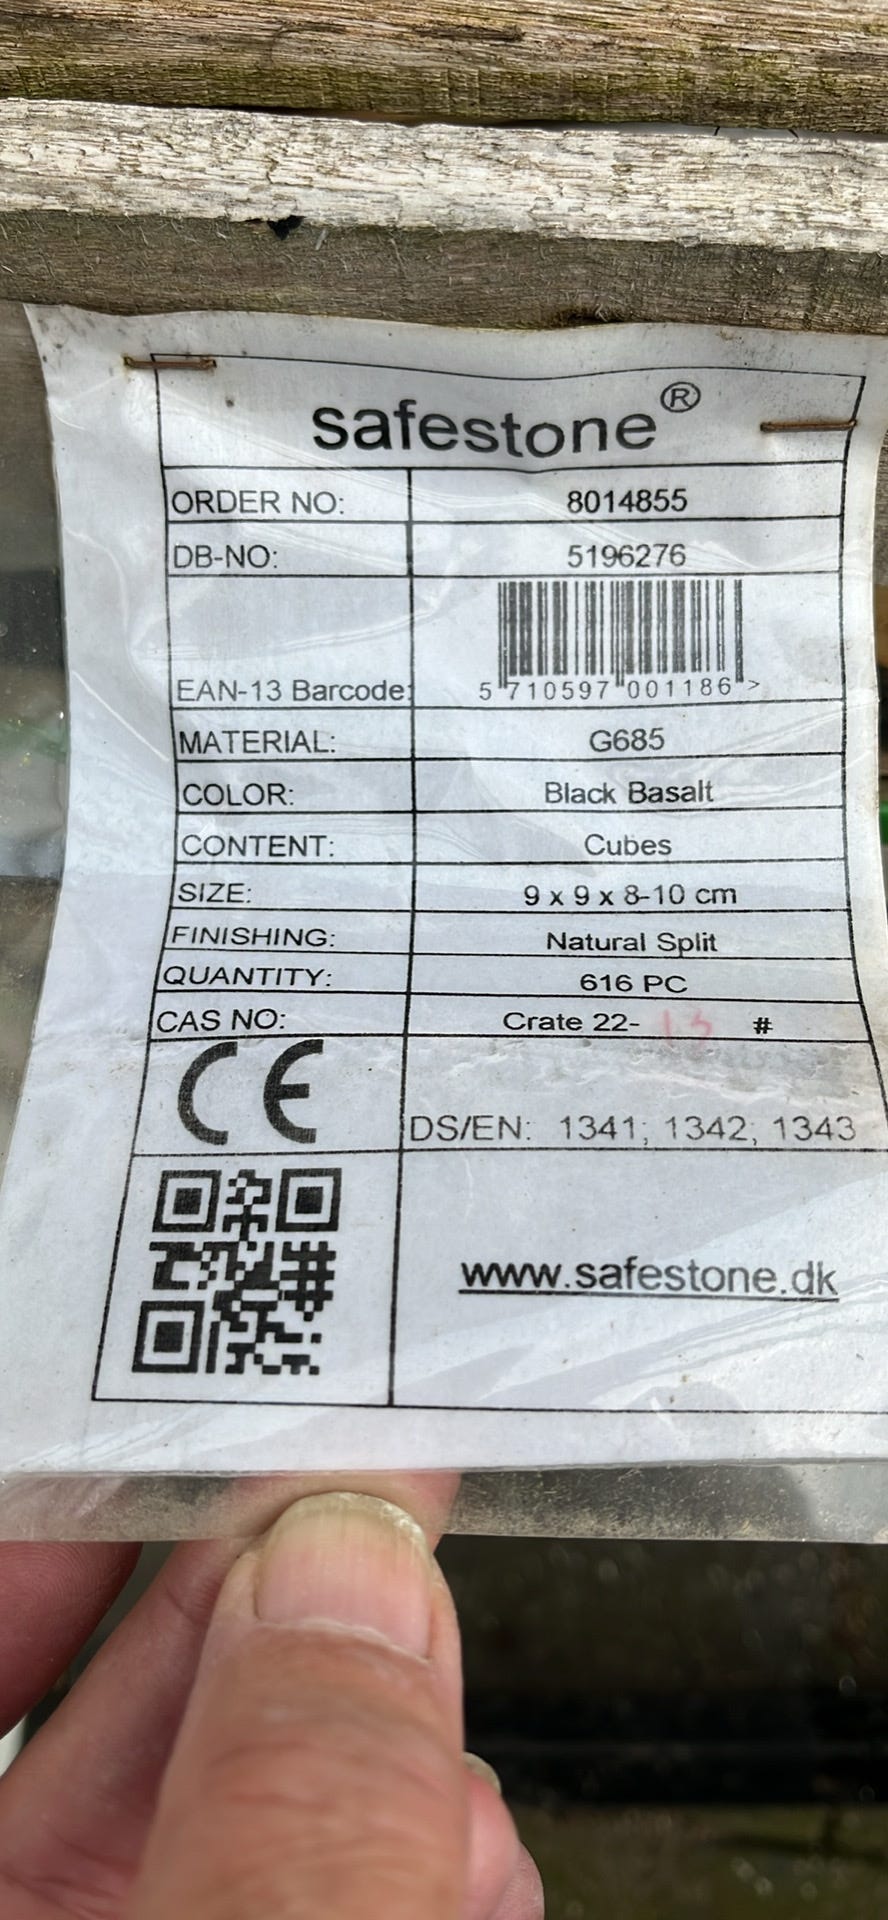 safestone®
ORDER NO: 8014855
DB-NO: 5196276
EAN-13 Barcode: 5 710597 001186 >
MATERIAL: G685
COLOR: Black Basalt
CONTENT: Cubes
SIZE: 9 x 9 x 8-10 cm
FINISHING: Natural Split
QUANTITY: 616 PC
CAS NO: Crate 22- #
CE
DS/EN: 1341; 1342; 1343
www.safestone.dk